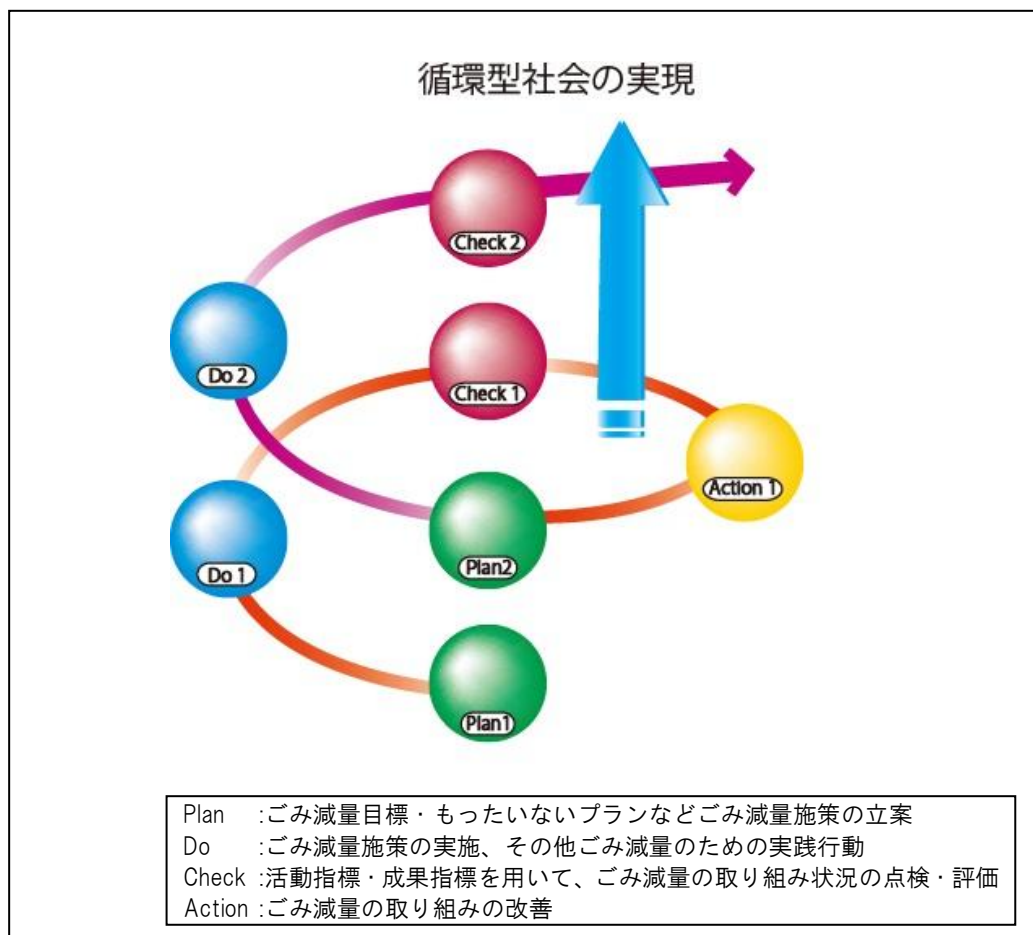 循環型社会の実現
Check 2
Check 1
Do 2
Action 1
Plan2
Do 1
Plan1
Plan :ごみ減量目標・もったいないプランなどごみ減量施策の立案
Do :ごみ減量施策の実施、その他ごみ減量のための実践行動
Check :活動指標・成果指標を用いて、ごみ減量の取り組み状況の点検・評価
Action :ごみ減量の取り組みの改善